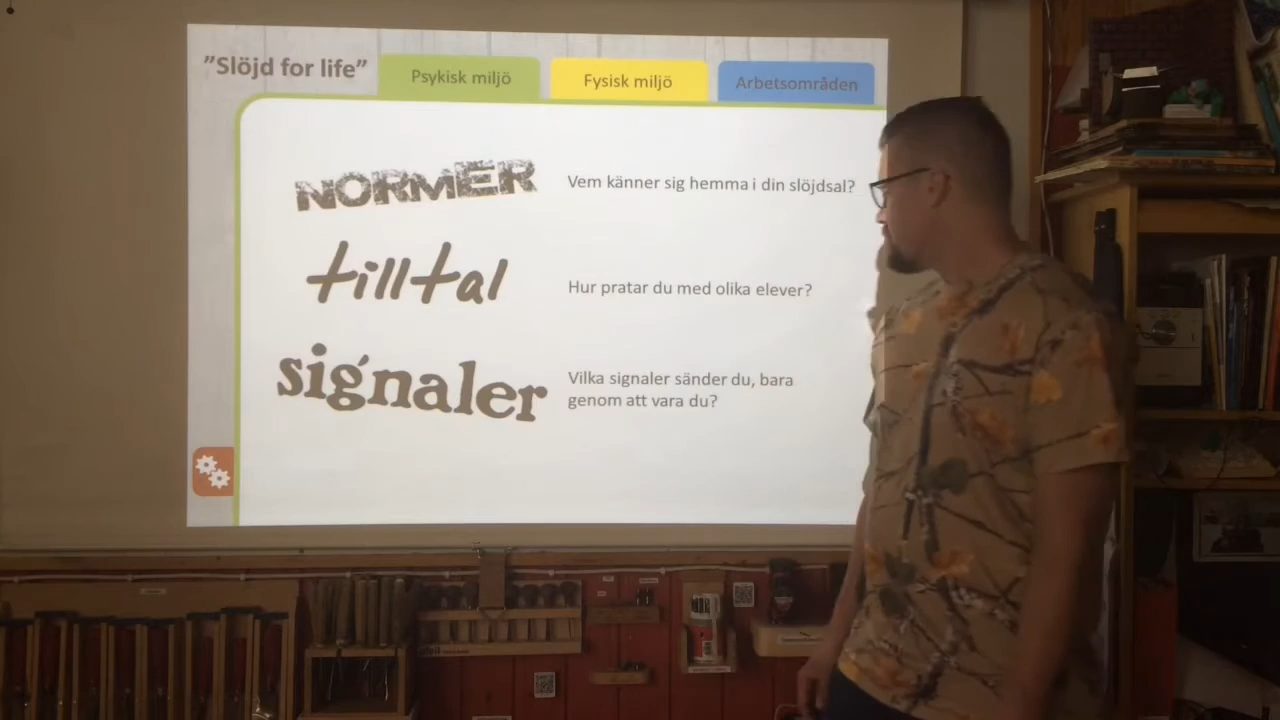 ”Slöjd for life”
Psykisk miljö
Fysisk miljö
Arbetsområden
NORMER
Vem känner sig hemma i din slöjdsal?
tilltal
Hur pratar du med olika elever?
signaler
Vilka signaler sänder du, bara
genom att vara du?